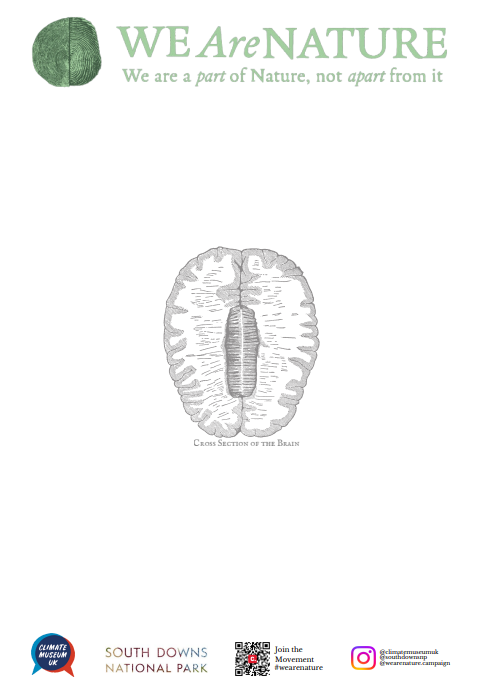 WE Are NATURE
We are a part of Nature, not apart from it
CROSS SECTION OF THE BRAIN
CLIMATE
MUSEUM
UK
SOUTH DOWNS
NATIONAL PARK
Join the
Movement
#wearenature
@climatemuseumuk
@southdownsnp
@wearenature.campaign